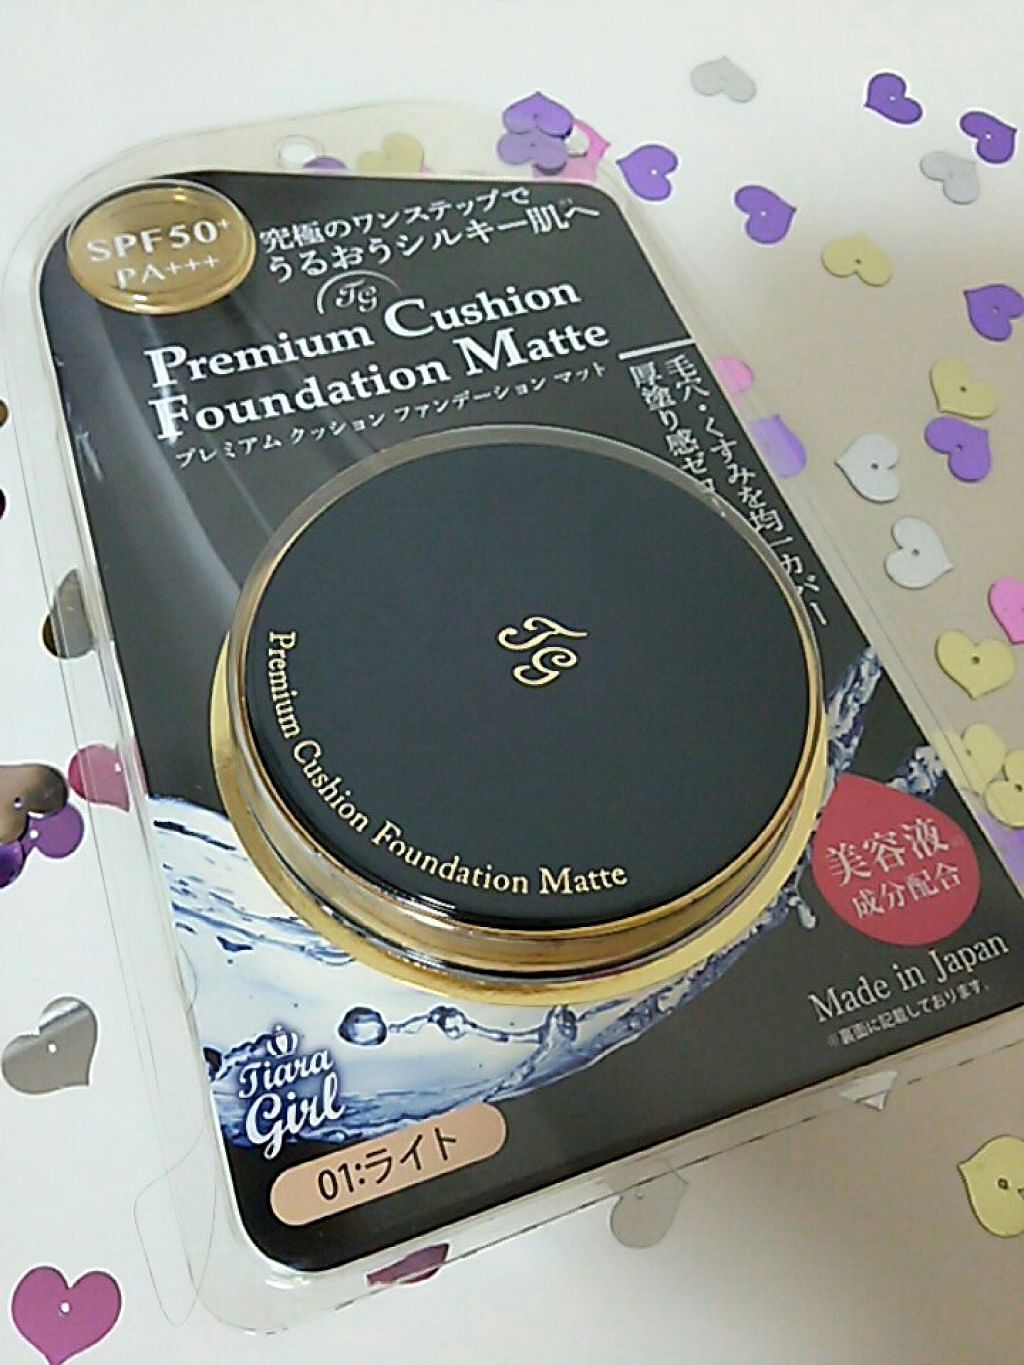 SPF50+
PA+++
究極のワンステップで
うるおうシルキー肌へ
TG
Premium Cushion
Foundation Matte
プレミアム クッション ファンデーション マット
毛穴・くすみを均一カバー
厚塗り感ゼロ
TG
Premium Cushion Foundation Matte
美容液
成分配合
Made in Japan
※裏面に記載しております。
Tiara
Girl
01:ライト